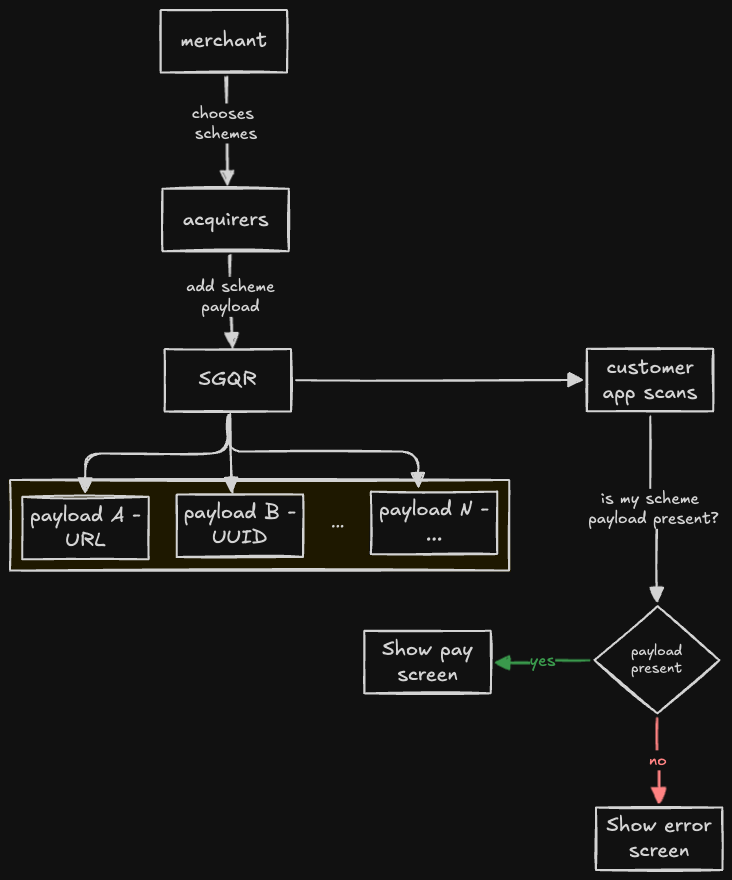 merchant
chooses
schemes
acquirers
add scheme
payload
SGQR
customer
app scans
payload A -
URL
payload B -
UUID
...
payload N -
...
is my scheme
payload present?
payload
present
yes
Show pay
screen
no
Show error
screen